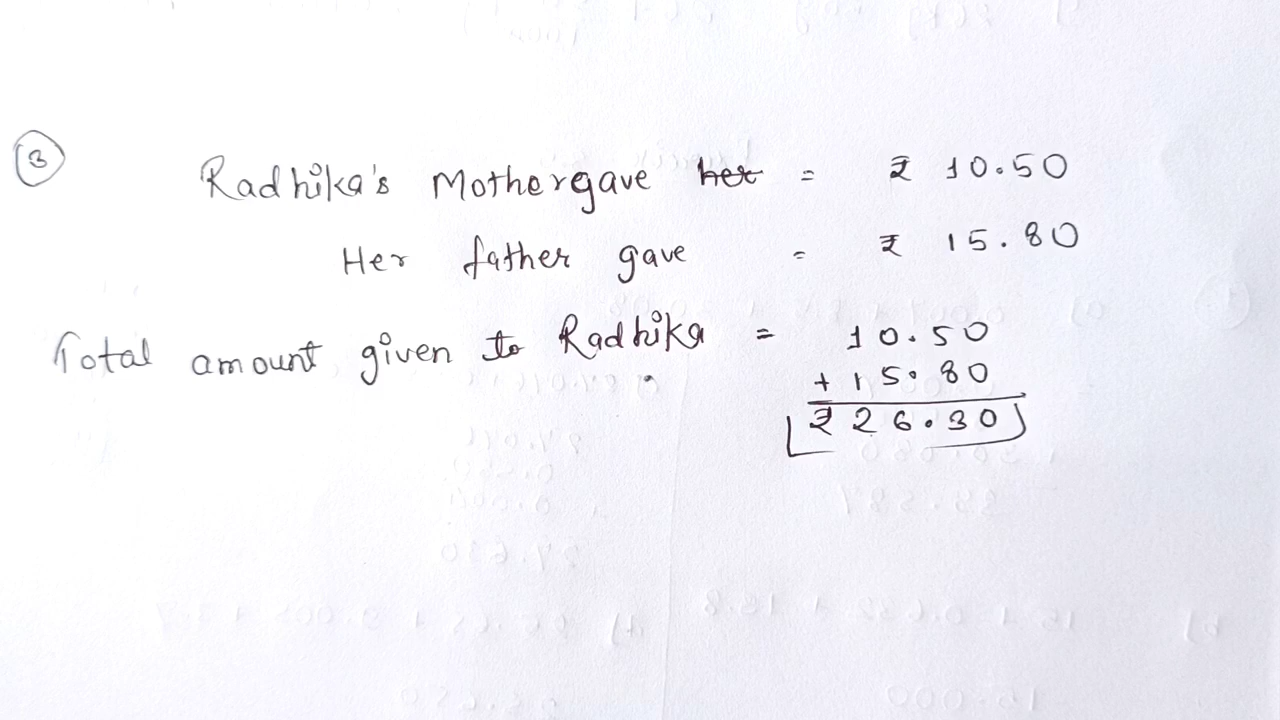 3
Radhika's Mother gave her = ₹ 10.50
Her father gave = ₹ 15.80
Total amount given to Radhika = 10.50
+ 15.80
₹ 26.30